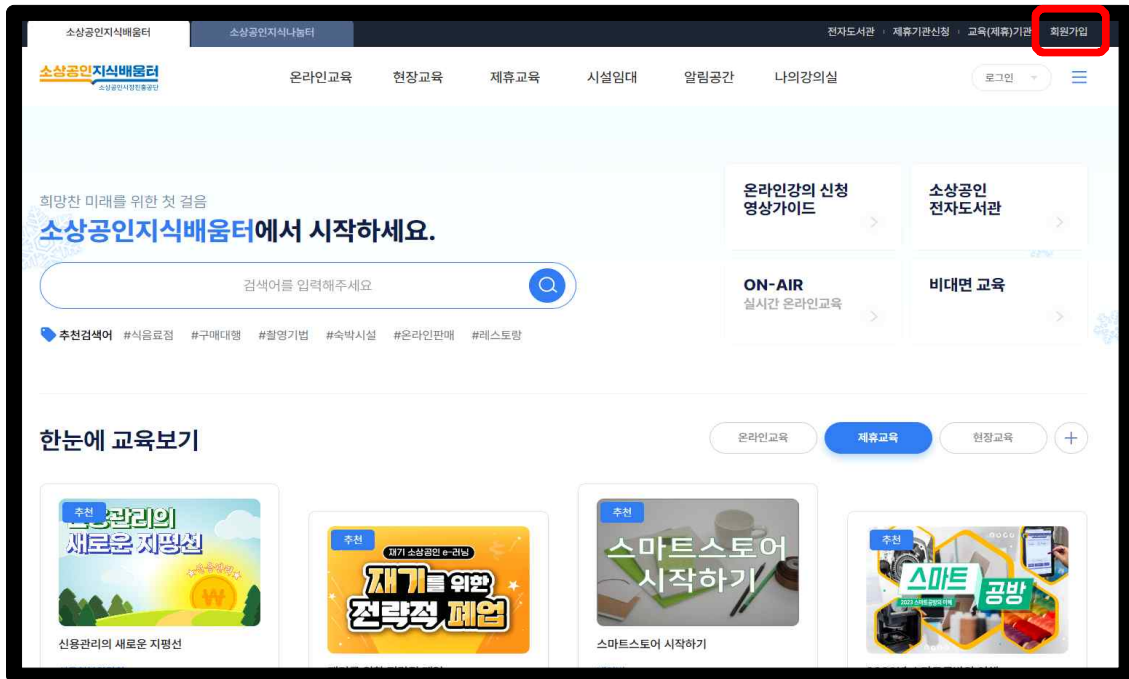 소상공인지식배움터
소상공인지식나눔터
전자도서관
제휴기관신청
교육(제휴)기관
회원가입
소상공인지식배움터
소상공인시장진흥공단
온라인교육
현장교육
제휴교육
시설임대
알림공간
나의강의실
로그인
희망찬 미래를 위한 첫 걸음
소상공인지식배움터에서 시작하세요.
검색어를 입력해주세요
추천검색어 #식음료점 #구매대행 #촬영기법 #숙박시설 #온라인판매 #레스토랑
온라인강의 신청
영상가이드
소상공인
전자도서관
ON-AIR
실시간 온라인교육
비대면 교육
한눈에 교육보기
온라인교육
제휴교육
현장교육
추천
신용관리의
새로운 지평선
신용관리의 새로운 지평선
추천
재기 소상공인 e-러닝
재기를 위한
전략적 폐업
추천
스마트스토어
시작하기
스마트스토어 시작하기
추천
스마트
공방